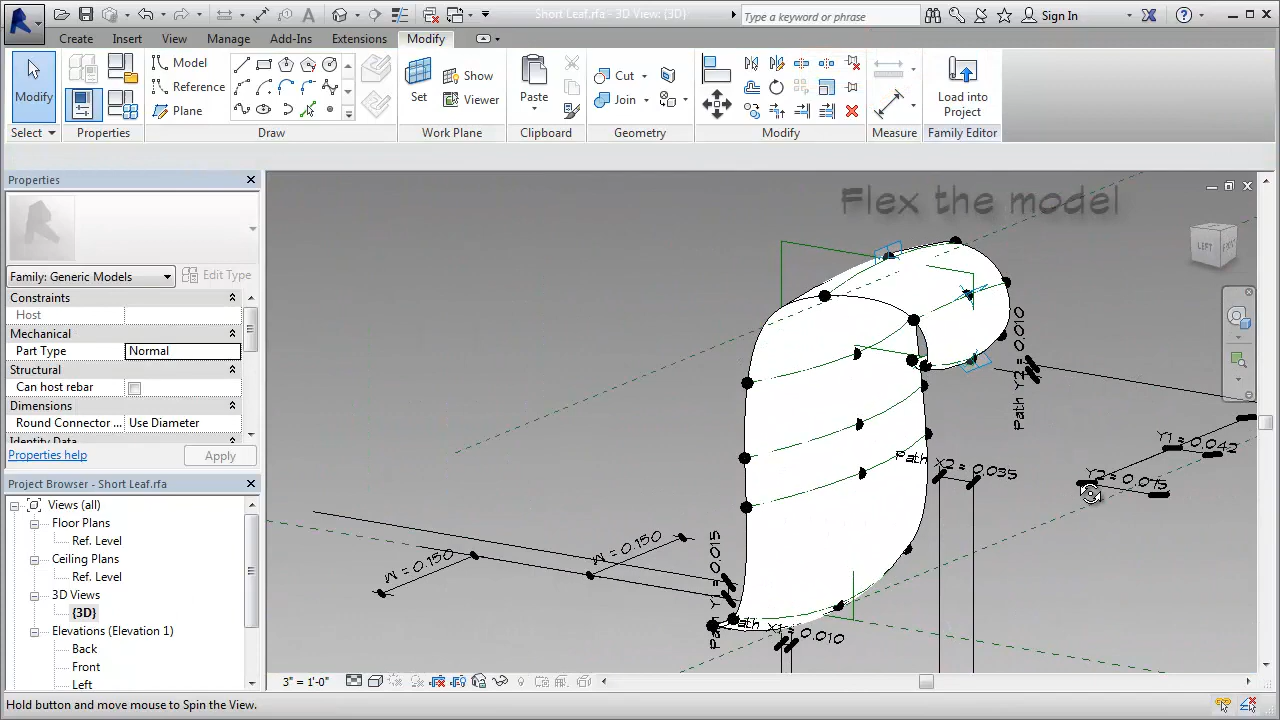 Short Leaf.rfa - 3D View: {3D}
Type a keyword or phrase
Sign In
Create Insert View Manage Add-Ins Extensions Modify
Modify
Select
Properties
Model
Reference
Plane
Draw
Set
Show
Viewer
Work Plane
Paste
Clipboard
Cut
Join
Geometry
Modify
Measure
Load into
Project
Family Editor
Properties
Family: Generic Models
Edit Type
Constraints
Host
Mechanical
Part Type Normal
Structural
Can host rebar
Dimensions
Round Connector ... Use Diameter
Identity Data
Properties help
Apply
Project Browser - Short Leaf.rfa
Views (all)
Floor Plans
Ref. Level
Ceiling Plans
Ref. Level
3D Views
{3D}
Elevations (Elevation 1)
Back
Front
Left
Flex the model
LEFT
Path Y2 = 0.010
Y1 = 0.042
Y2 = 0.075
Path X2 = 0.035
W = 0.150
W = 0.150
Path X1 = 0.010
3" = 1'-0"
Hold button and move mouse to Spin the View.